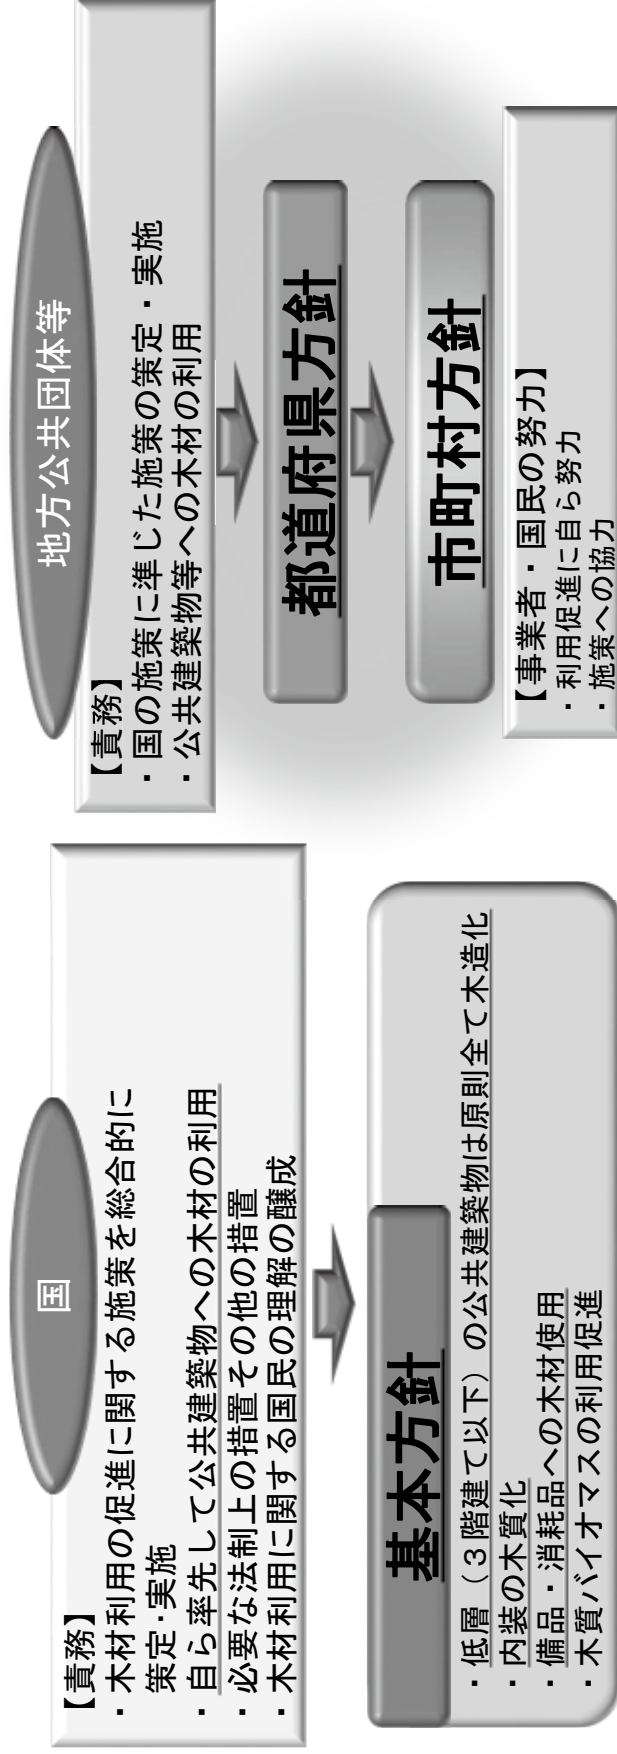 国
【責務】
・木材利用の促進に関する施策を総合的に
策定・実施
・自ら率先して公共建築物への木材の利用
・必要な法制上の措置その他の措置
・木材利用に関する国民の理解の醸成
基本方針
・低層（３階建て以下）の公共建築物は原則全て木造化
・内装の木質化
・備品・消耗品への木材使用
・木質バイオマスの利用促進
地方公共団体等
【責務】
・国の施策に準じた施策の策定・実施
・公共建築物等への木材の利用
都道府県方針
市町村方針
【事業者・国民の努力】
・利用促進に自ら努力
・施策への協力